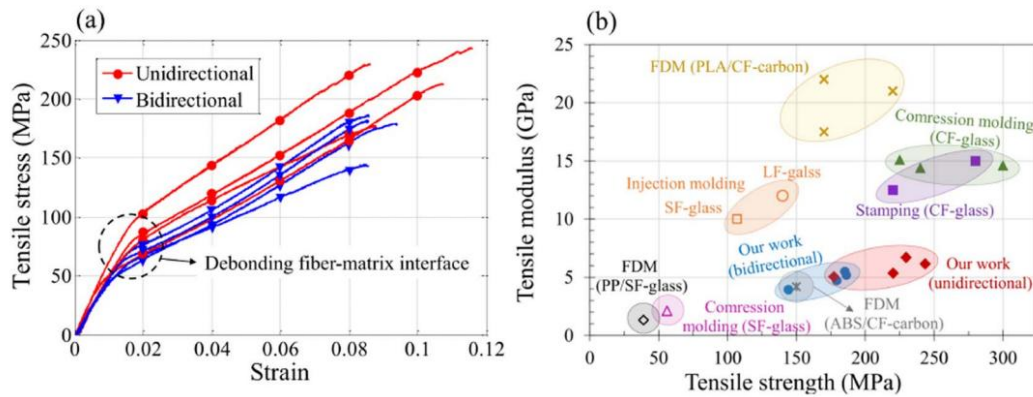 (a)
Tensile stress (MPa)
250
200
150
100
50
0
Unidirectional
Bidirectional
Debonding fiber-matrix interface
0
0.02
0.04
0.06
0.08
0.1
0.12
Strain
(b)
Tensile modulus (GPa)
25
20
15
10
5
0
FDM (PLA/CF-carbon)
Comression molding
(CF-glass)
LF-galss
Injection molding
SF-glass
Stamping (CF-glass)
Our work
(bidirectional)
FDM
(PP/SF-glass)
Our work
(unidirectional)
Comression
molding (SF-glass)
FDM
(ABS/CF-carbon)
0
50
100
150
200
250
300
Tensile strength (MPa)